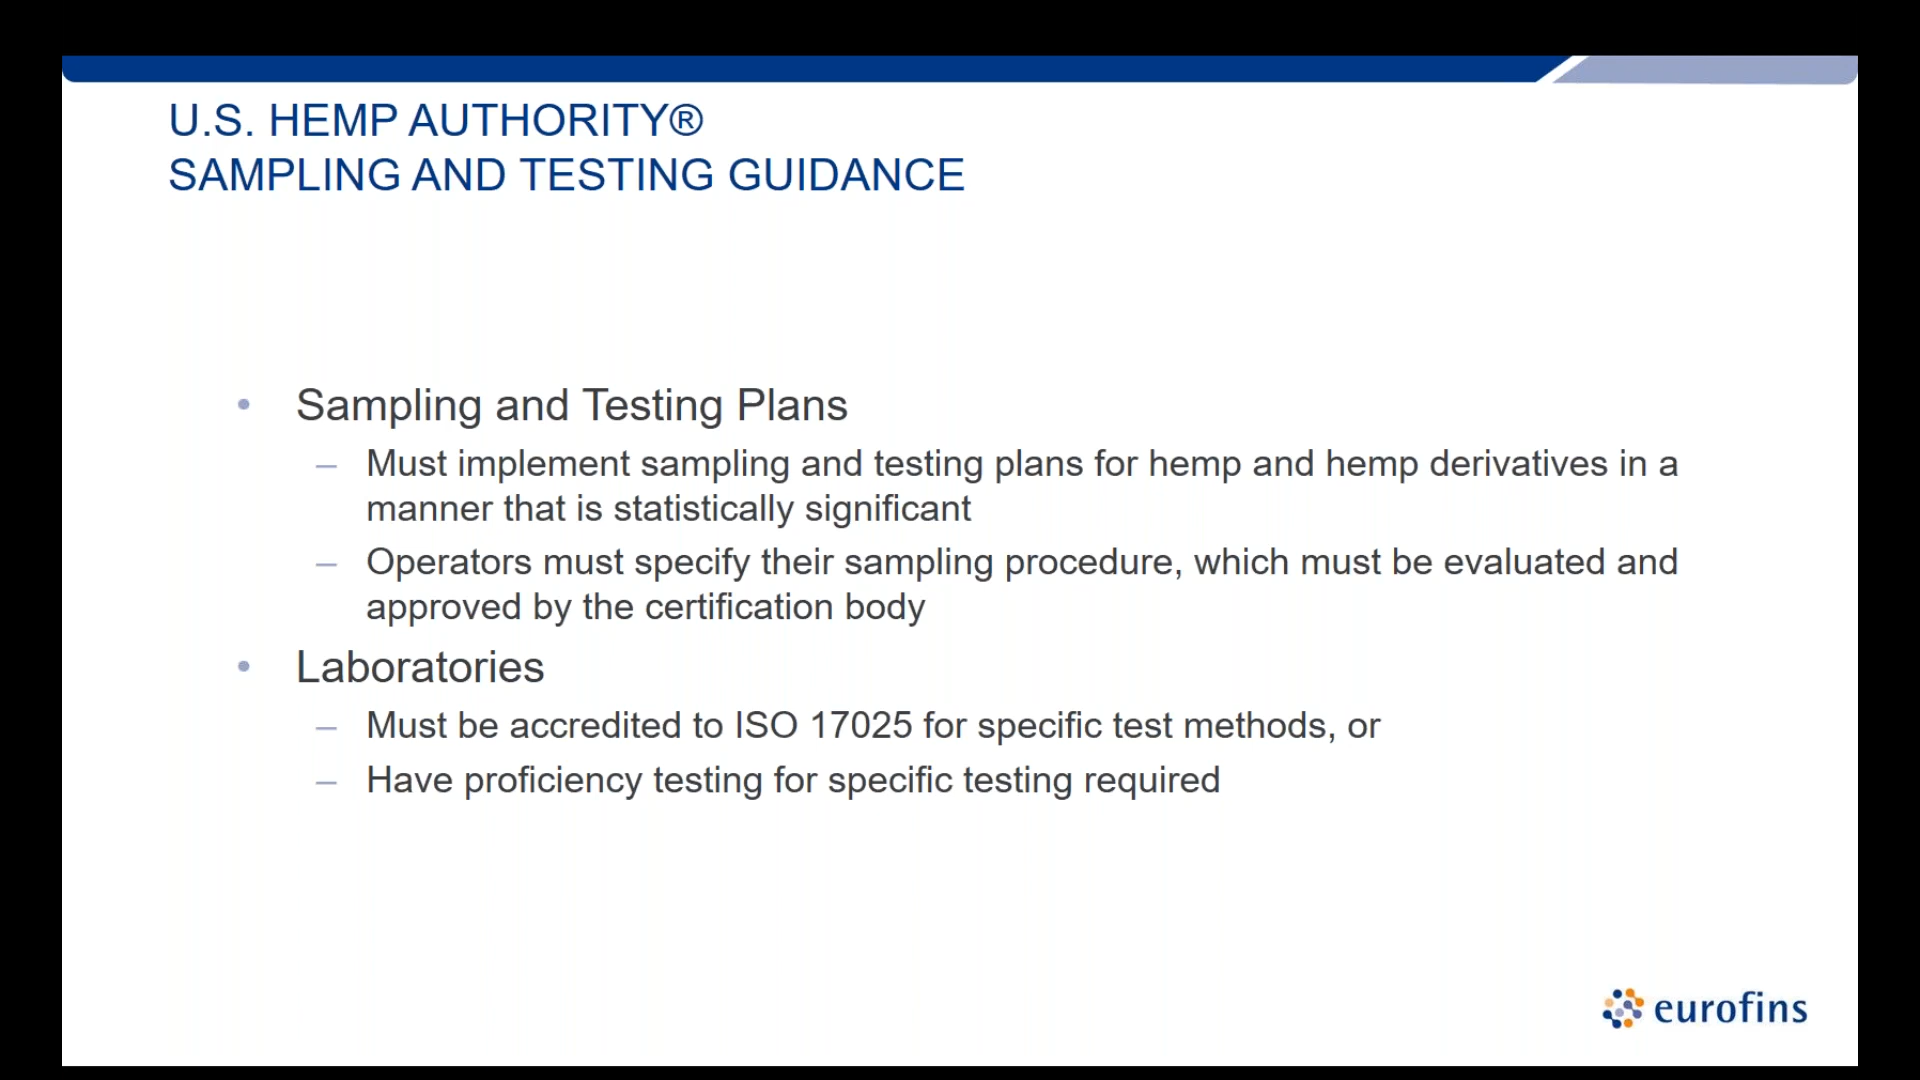 U.S. HEMP AUTHORITY®
SAMPLING AND TESTING GUIDANCE
• Sampling and Testing Plans
– Must implement sampling and testing plans for hemp and hemp derivatives in a
manner that is statistically significant
– Operators must specify their sampling procedure, which must be evaluated and
approved by the certification body
• Laboratories
– Must be accredited to ISO 17025 for specific test methods, or
– Have proficiency testing for specific testing required
eurofins